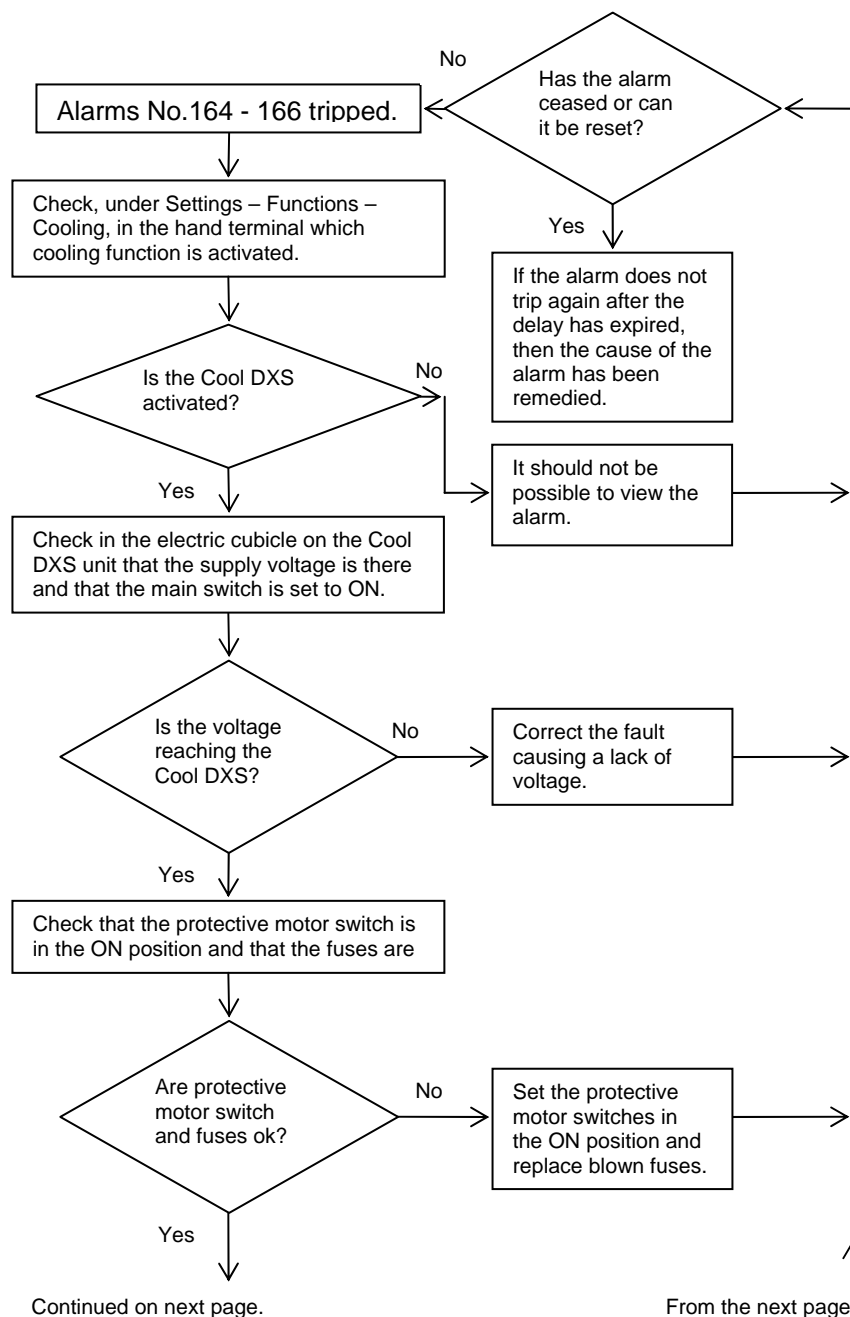 No
Has the alarm
ceased or can
it be reset?
Alarms No.164 - 166 tripped.
Check, under Settings – Functions –
Cooling, in the hand terminal which
cooling function is activated.
Yes
If the alarm does not
trip again after the
delay has expired,
then the cause of the
alarm has been
remedied.
Is the Cool DXS
activated?
No
It should not be
possible to view the
alarm.
Yes
Check in the electric cubicle on the Cool
DXS unit that the supply voltage is there
and that the main switch is set to ON.
Is the voltage
reaching the
Cool DXS?
No
Correct the fault
causing a lack of
voltage.
Yes
Check that the protective motor switch is
in the ON position and that the fuses are
Are protective
motor switch
and fuses ok?
No
Set the protective
motor switches in
the ON position and
replace blown fuses.
Yes
Continued on next page.
From the next page